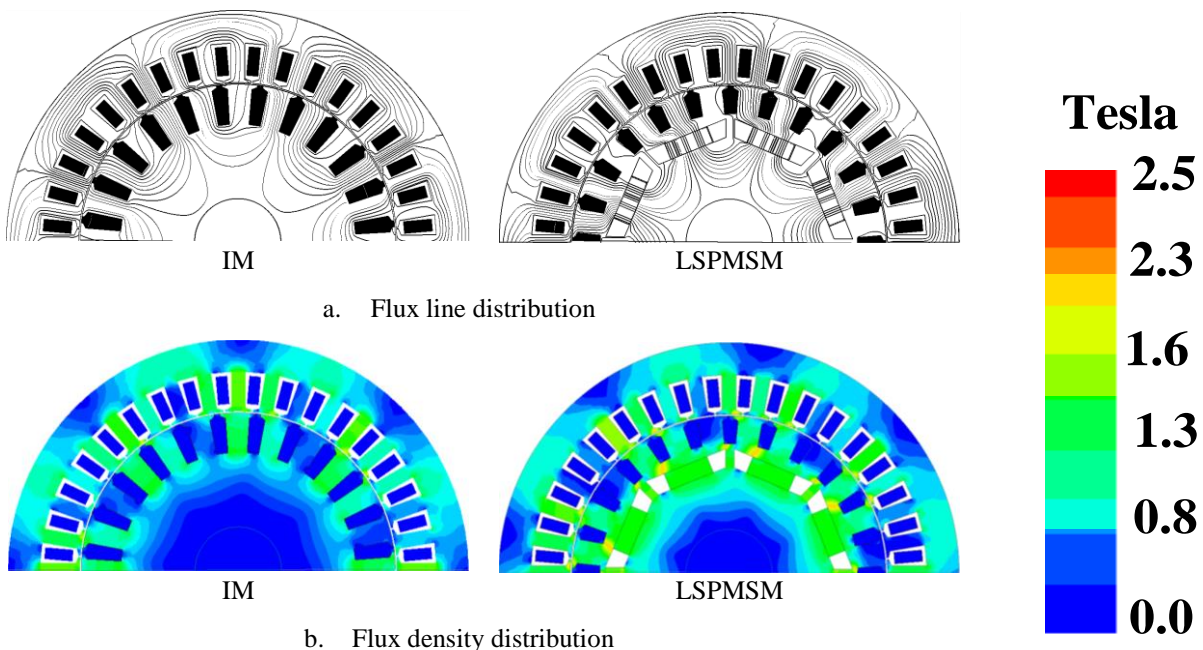 IM
LSPMSM
a. Flux line distribution
IM
LSPMSM
b. Flux density distribution
Tesla
2.5
2.3
1.6
1.3
0.8
0.0